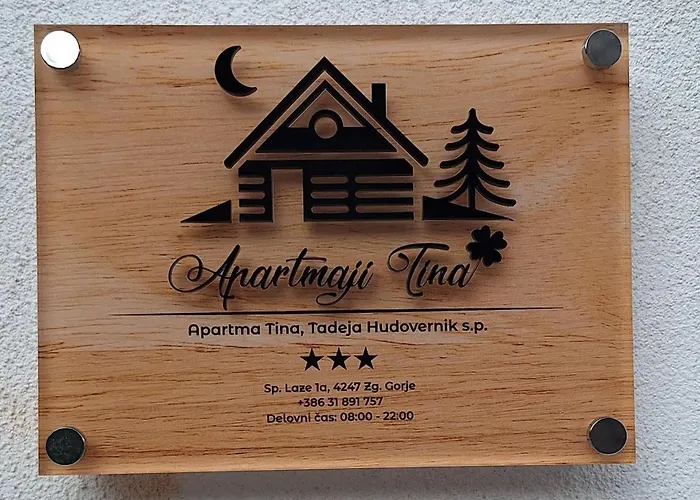 Apartmaji Tina
Apartma Tina, Tadeja Hudovernik s.p.
★★★
Sp. Laze 1a, 4247 Zg. Gorje
+386 31 891 757
Delovni čas: 08:00 - 22:00